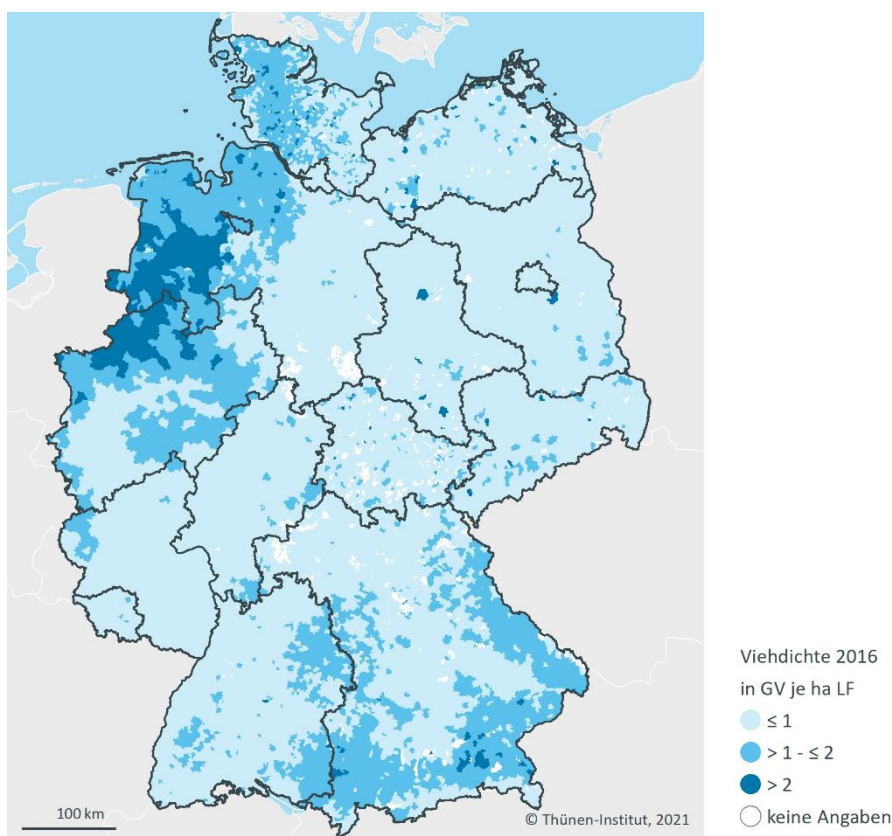 Viehdichte 2016
in GV je ha LF
≤ 1
> 1 - ≤ 2
> 2
keine Angaben
100 km
© Thünen-Institut, 2021